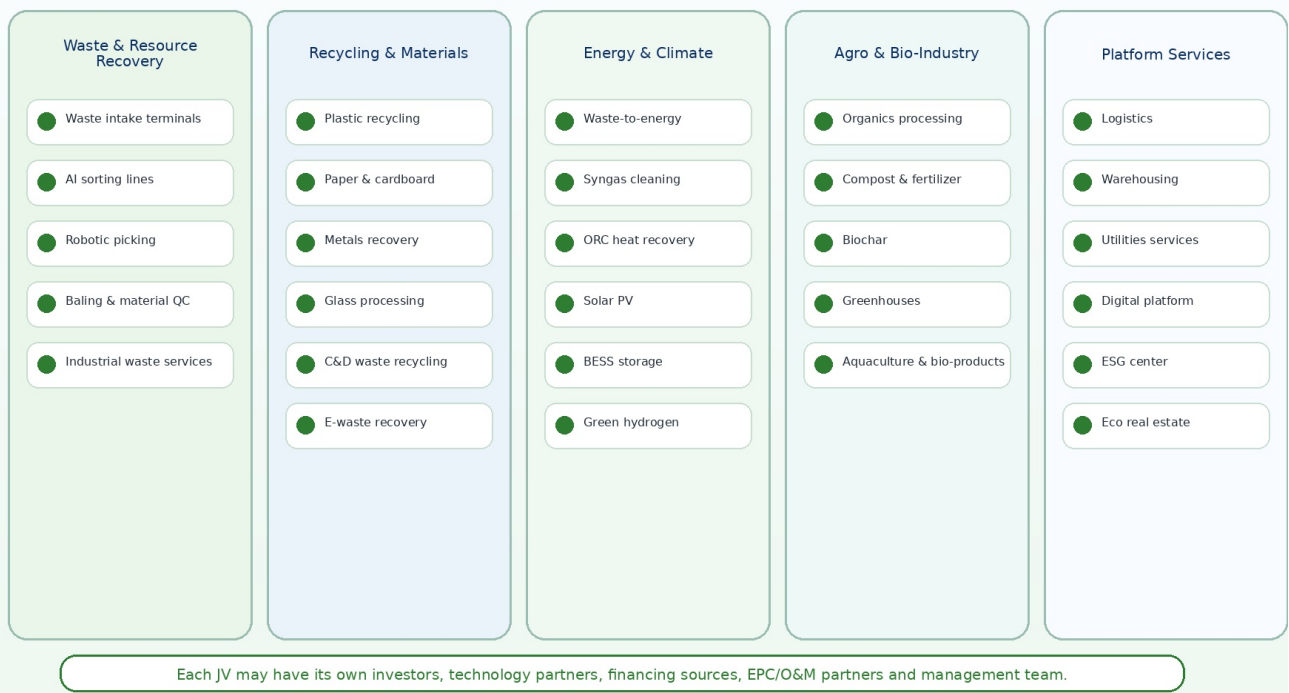 Waste & Resource
Recovery
Waste intake terminals
AI sorting lines
Robotic picking
Baling & material QC
Industrial waste services
Recycling & Materials
Plastic recycling
Paper & cardboard
Metals recovery
Glass processing
C&D waste recycling
E-waste recovery
Energy & Climate
Waste-to-energy
Syngas cleaning
ORC heat recovery
Solar PV
BESS storage
Green hydrogen
Agro & Bio-Industry
Organics processing
Compost & fertilizer
Biochar
Greenhouses
Aquaculture & bio-products
Platform Services
Logistics
Warehousing
Utilities services
Digital platform
ESG center
Eco real estate
Each JV may have its own investors, technology partners, financing sources, EPC/O&M partners and management team.